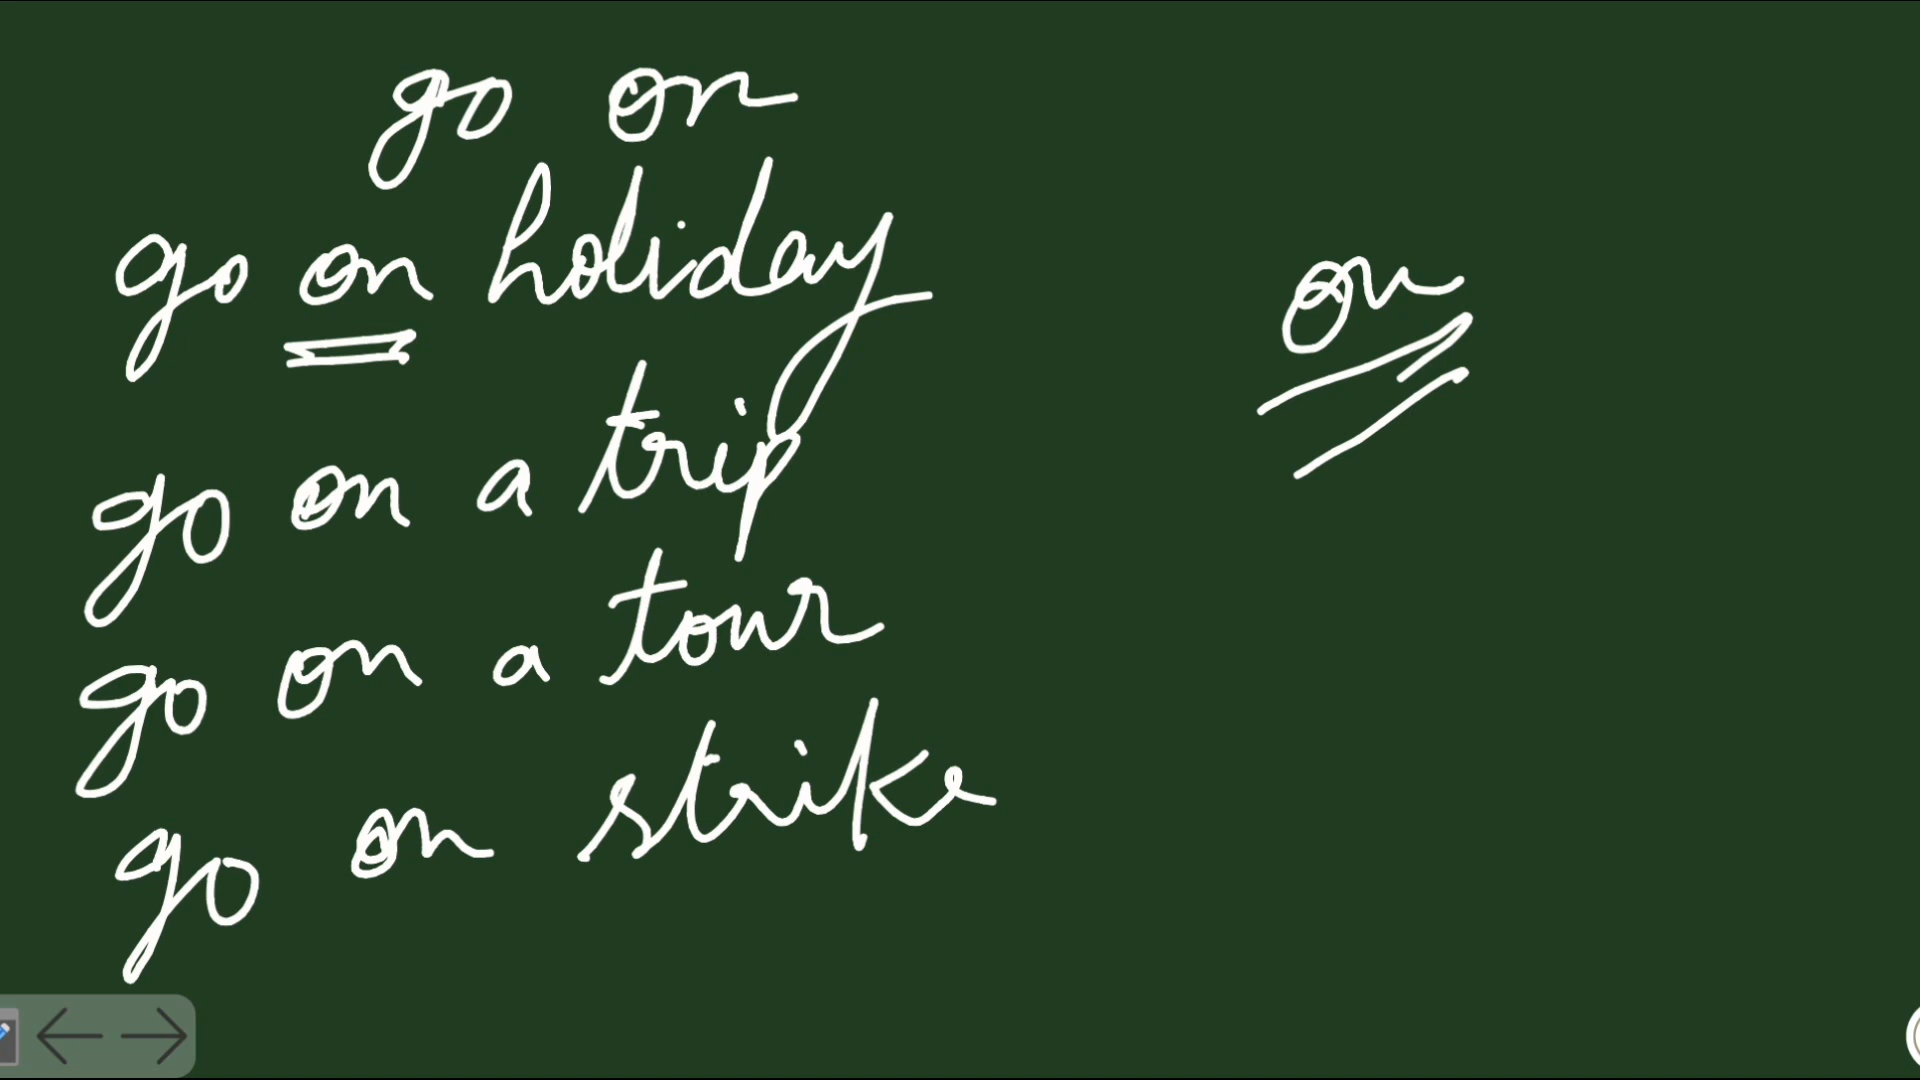 go on
go on holiday
on
go on a trip
go on a tour
go on strike